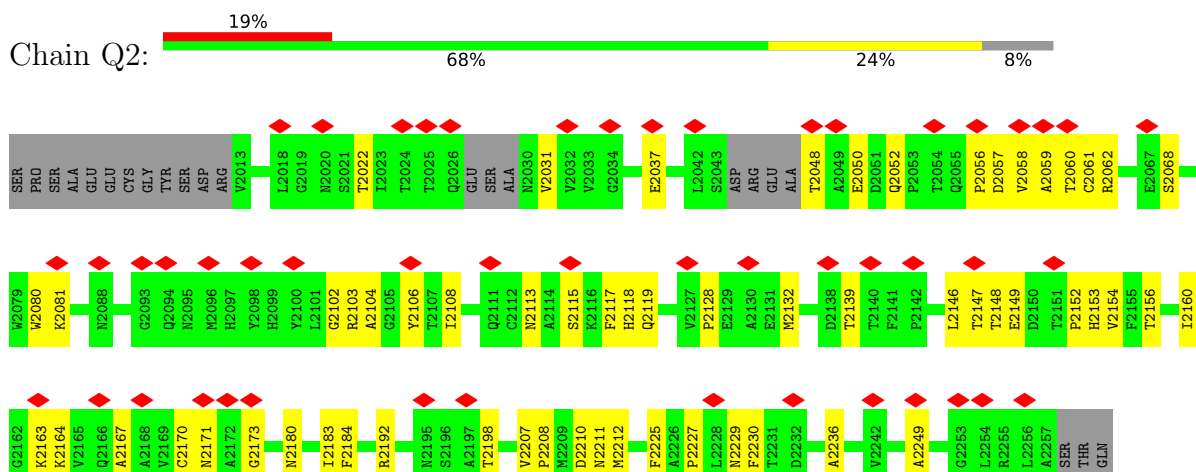 19%
Chain Q2:
68% 24% 8%
SER PRO SER ALA GLU GLU CYS GLY TYR SER ASP ARG V2013 L2018 G2019 N2020 S2021 T2022 I2023 T2024 T2025 Q2026 GLU SER ALA N2030 V2031 V2032 V2033 G2034 E2037 L2042 S2043 ASP ARG GLU ALA T2048 A2049 E2050 D2051 Q2052 P2053 T2054 Q2055 P2056 D2057 V2058 A2059 T2060 C2061 R2062 E2067 S2068
W2079 W2080 K2081 N2088 G2093 Q2094 N2095 M2096 H2097 Y2098 H2099 Y2100 L2101 G2102 R2103 A2104 G2105 Y2106 T2107 I2108 Q2111 C2112 N2113 A2114 S2115 K2116 F2117 H2118 Q2119 V2127 P2128 E2129 A2130 E2131 M2132 D2138 T2139 T2140 F2141 P2142 L2146 T2147 T2148 E2149 D2150 T2151 P2152 H2153 V2154 F2155 T2156 I2160
G2162 K2163 K2164 V2165 Q2166 A2167 A2168 V2169 C2170 N2171 A2172 G2173 N2180 I2183 F2184 R2192 N2195 S2196 A2197 T2198 V2207 P2208 M2209 D2210 N2211 M2212 F2225 A2226 P2227 L2228 N2229 F2230 T2231 D2232 A2236 V2242 A2249 G2253 L2254 R2255 L2256 A2257 SER THR GLN